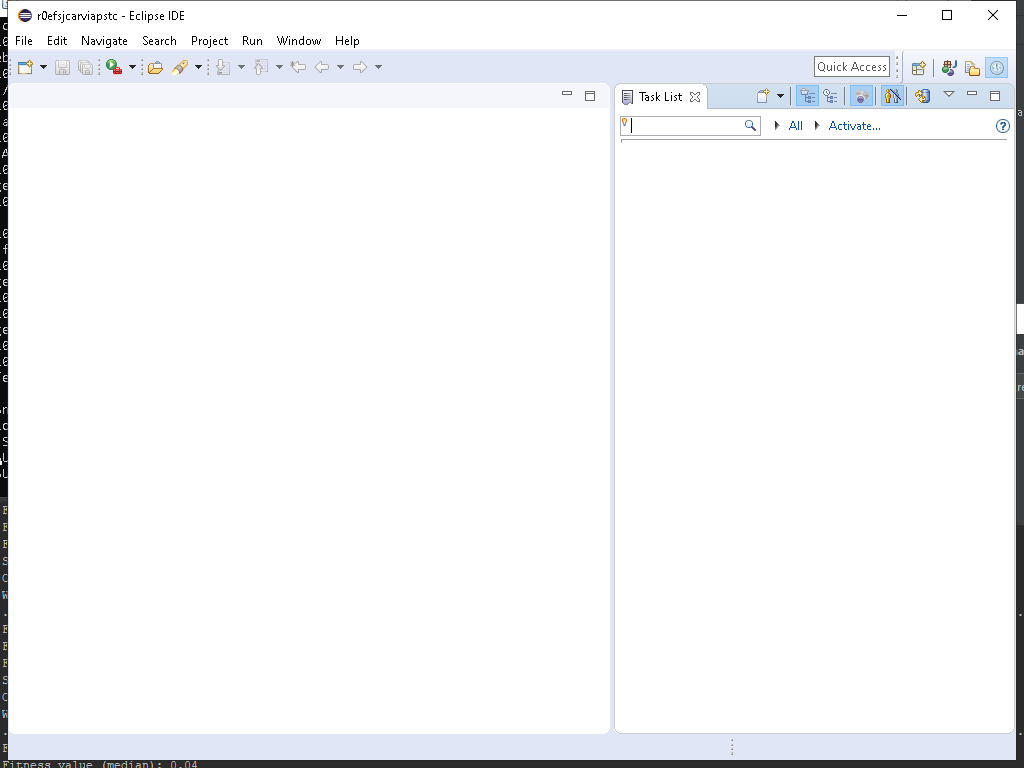 r0efsjcarviapstc - Eclipse IDE
File Edit Navigate Search Project Run Window Help
Quick Access
Task List
All Activate...
Fitness value (median): 0.04